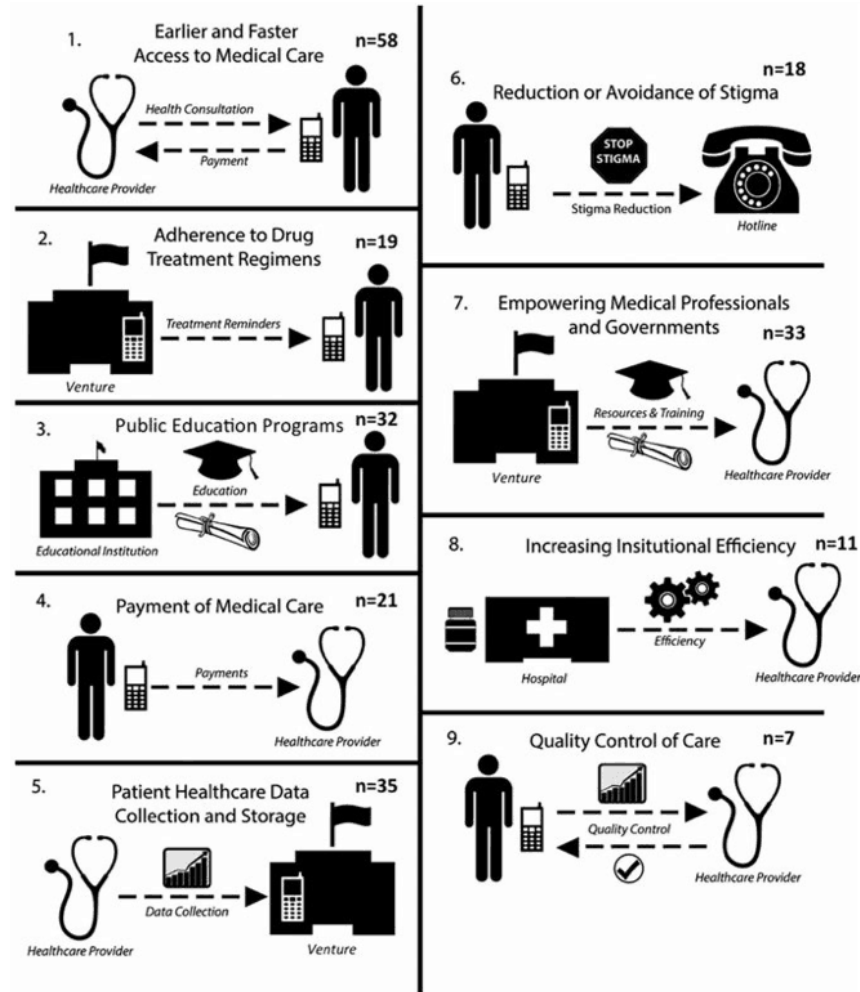 1.
Earlier and Faster
Access to Medical Care
n=58
Health Consultation
Payment
Healthcare Provider
2.
Adherence to Drug
Treatment Regimens
n=19
Treatment Reminders
Venture
3.
Public Education Programs
n=32
Education
Educational Institution
4.
Payment of Medical Care
n=21
Payments
Healthcare Provider
5.
Patient Healthcare Data
Collection and Storage
n=35
Data Collection
Healthcare Provider
Venture
6.
n=18
Reduction or Avoidance of Stigma
STOP
STIGMA
Stigma Reduction
Hotline
7.
Empowering Medical Professionals
and Governments
n=33
Resources & Training
Venture
Healthcare Provider
8.
Increasing Insitutional Efficiency
n=11
Efficiency
Hospital
Healthcare Provider
9.
Quality Control of Care
n=7
Quality Control
Healthcare Provider